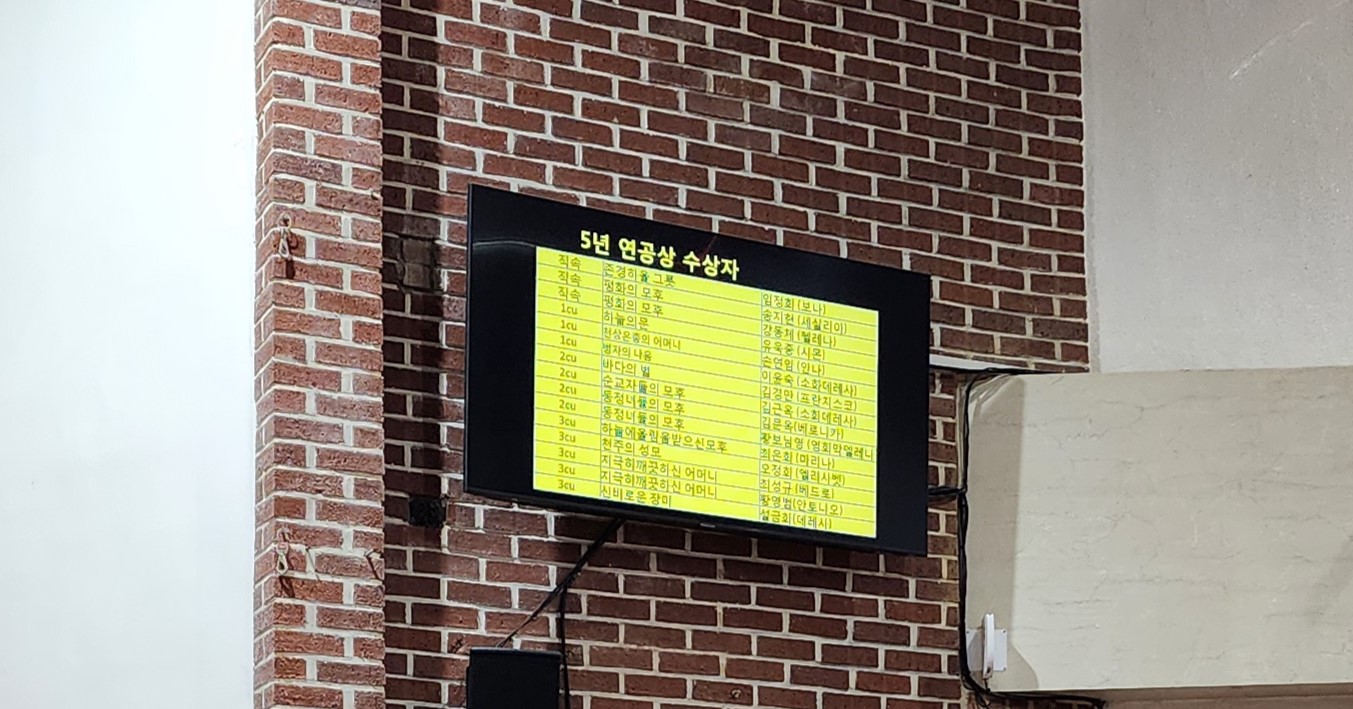 5년 연공상 수상자
직속 존경하올 그릇 임정희 (보나)
직속 평화의 모후 송지현 (세실리아)
직속 평화의 모후 강동체 (헬레나)
1cu 하늘의문 유욱중 (시몬)
1cu 천상은총의 어머니 손연임 (안나)
1cu 병자의 나음 이윤숙 (소화데레사)
2cu 바다의 별 김경만 (프란치스코)
2cu 순교자들의 모후 김근옥 (소화데레사)
2cu 동정녀들의 모후 김문옥(베로니카)
2cu 동정녀들의 모후 황보님영
3cu 하늘에올림을받으신모후 최은회 (마리나)
3cu 천주의 성모 오정희 (엘리사벳)
3cu 지극히깨끗하신 어머니 최성규 (베드로)
3cu 지극히깨끗하신 어머니 황영범(안토니오)
3cu 신비로운 장미 설금회(데레시)